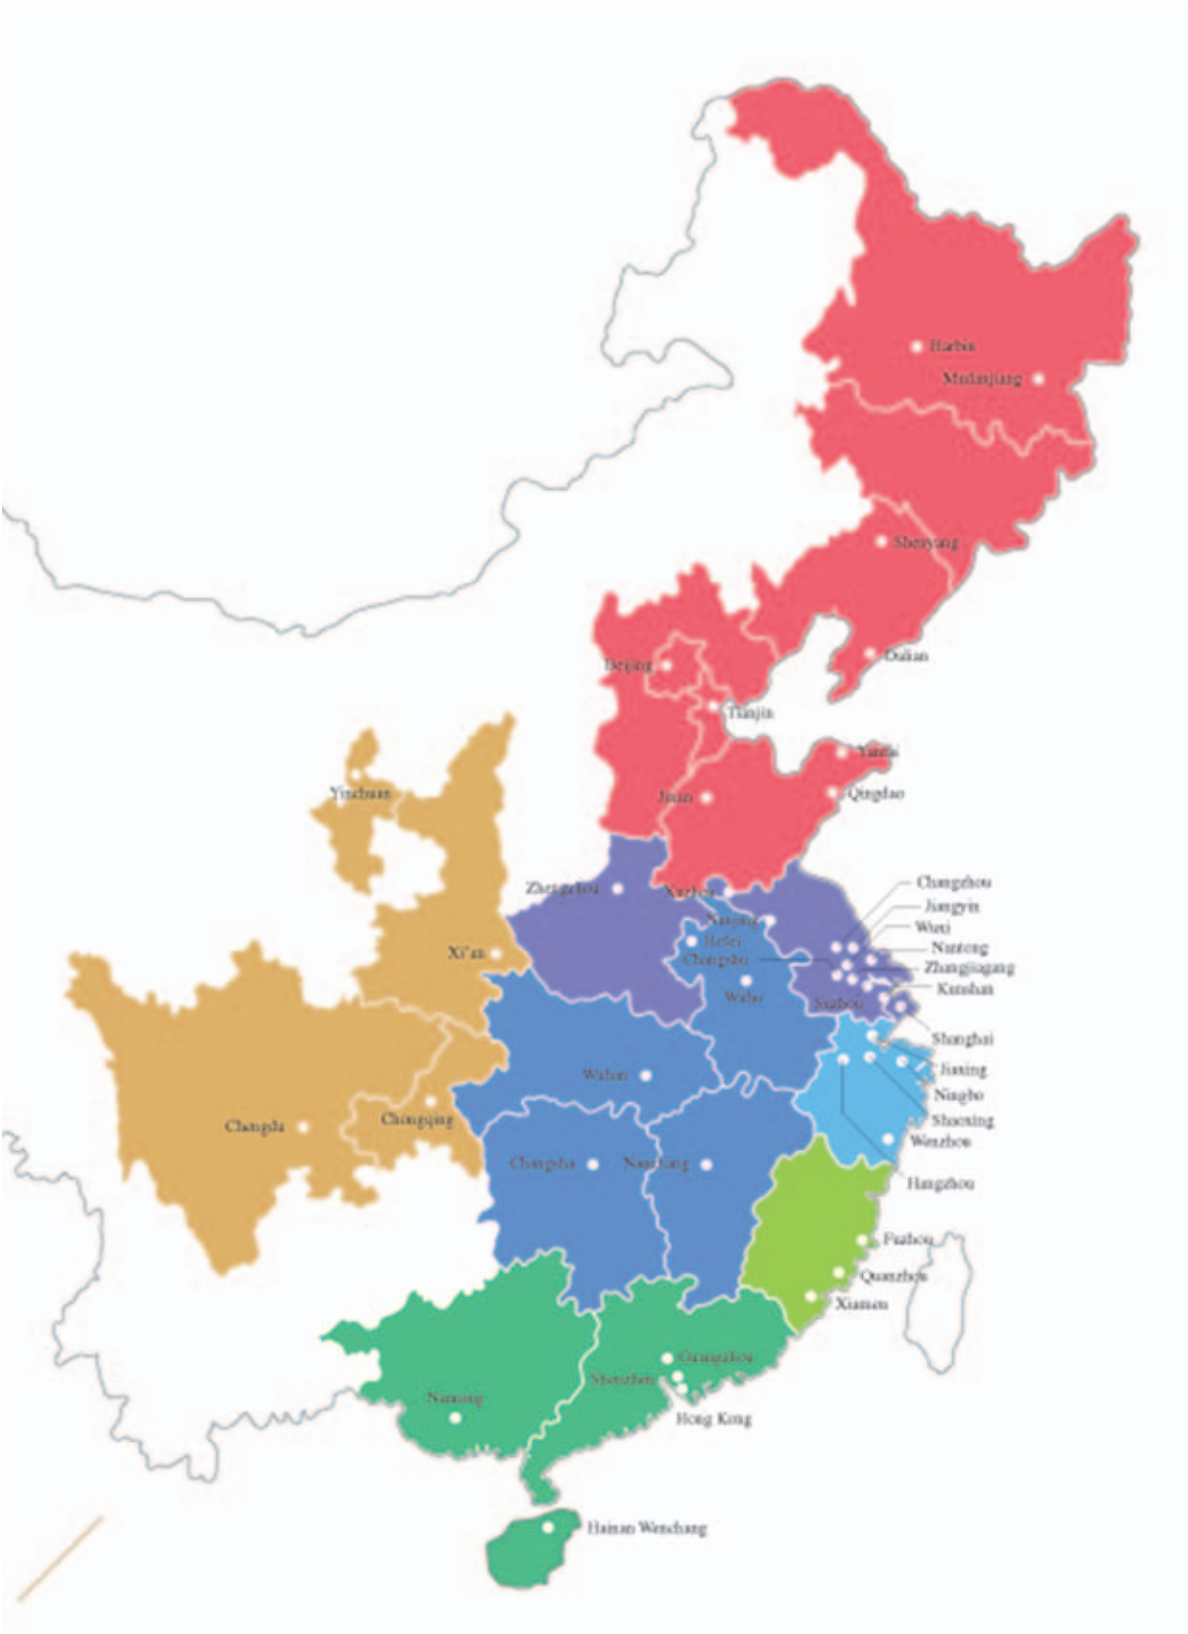 Harbin
Mudanjiang
Shenyang
Dalian
Beijing
Tianjin
Yantai
Jinan
Qingdao
Yinchuan
Zhengzhou
Xuzhou
Changzhou
Jiangyin
Wuxi
Nanjing
Hefei
Nantong
Changshu
Zhangjiagang
Xi'an
Kunshan
Wuhu
Suzhou
Shanghai
Jiaxing
Wuhan
Ningbo
Chongqing
Shaoxing
Chengdu
Wenzhou
Changsha
Nanchang
Hangzhou
Fuzhou
Quanzhou
Xiamen
Guangzhou
Shenzhen
Nanning
Hong Kong
Hainan Wenchang